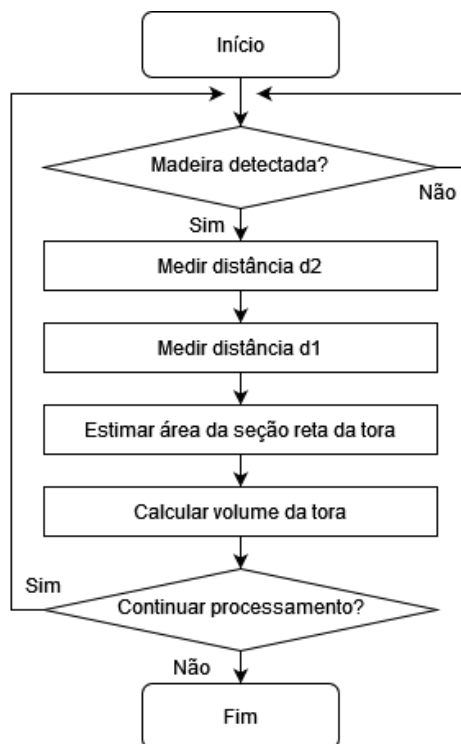 Início
Madeira detectada?
Não
Sim
Medir distância d2
Medir distância d1
Estimar área da seção reta da tora
Calcular volume da tora
Sim
Continuar processamento?
Não
Fim